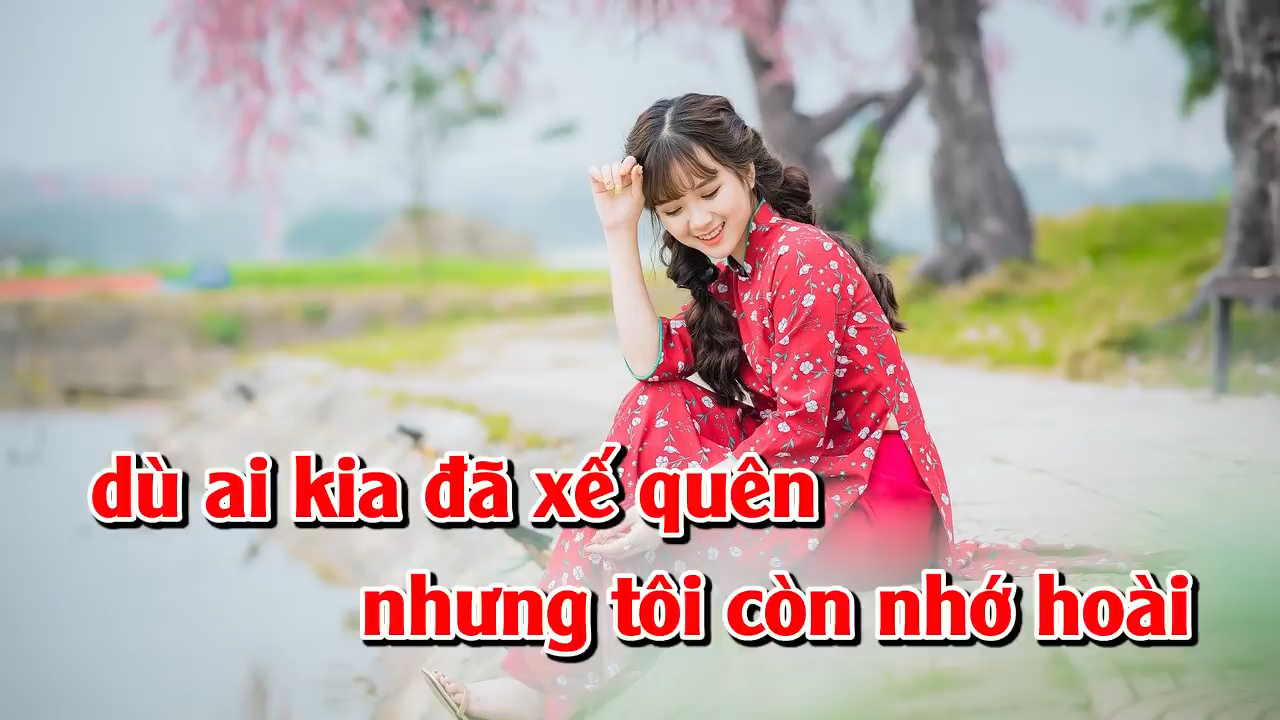 dù ai kia đã xế quên
nhưng tôi còn nhớ hoài